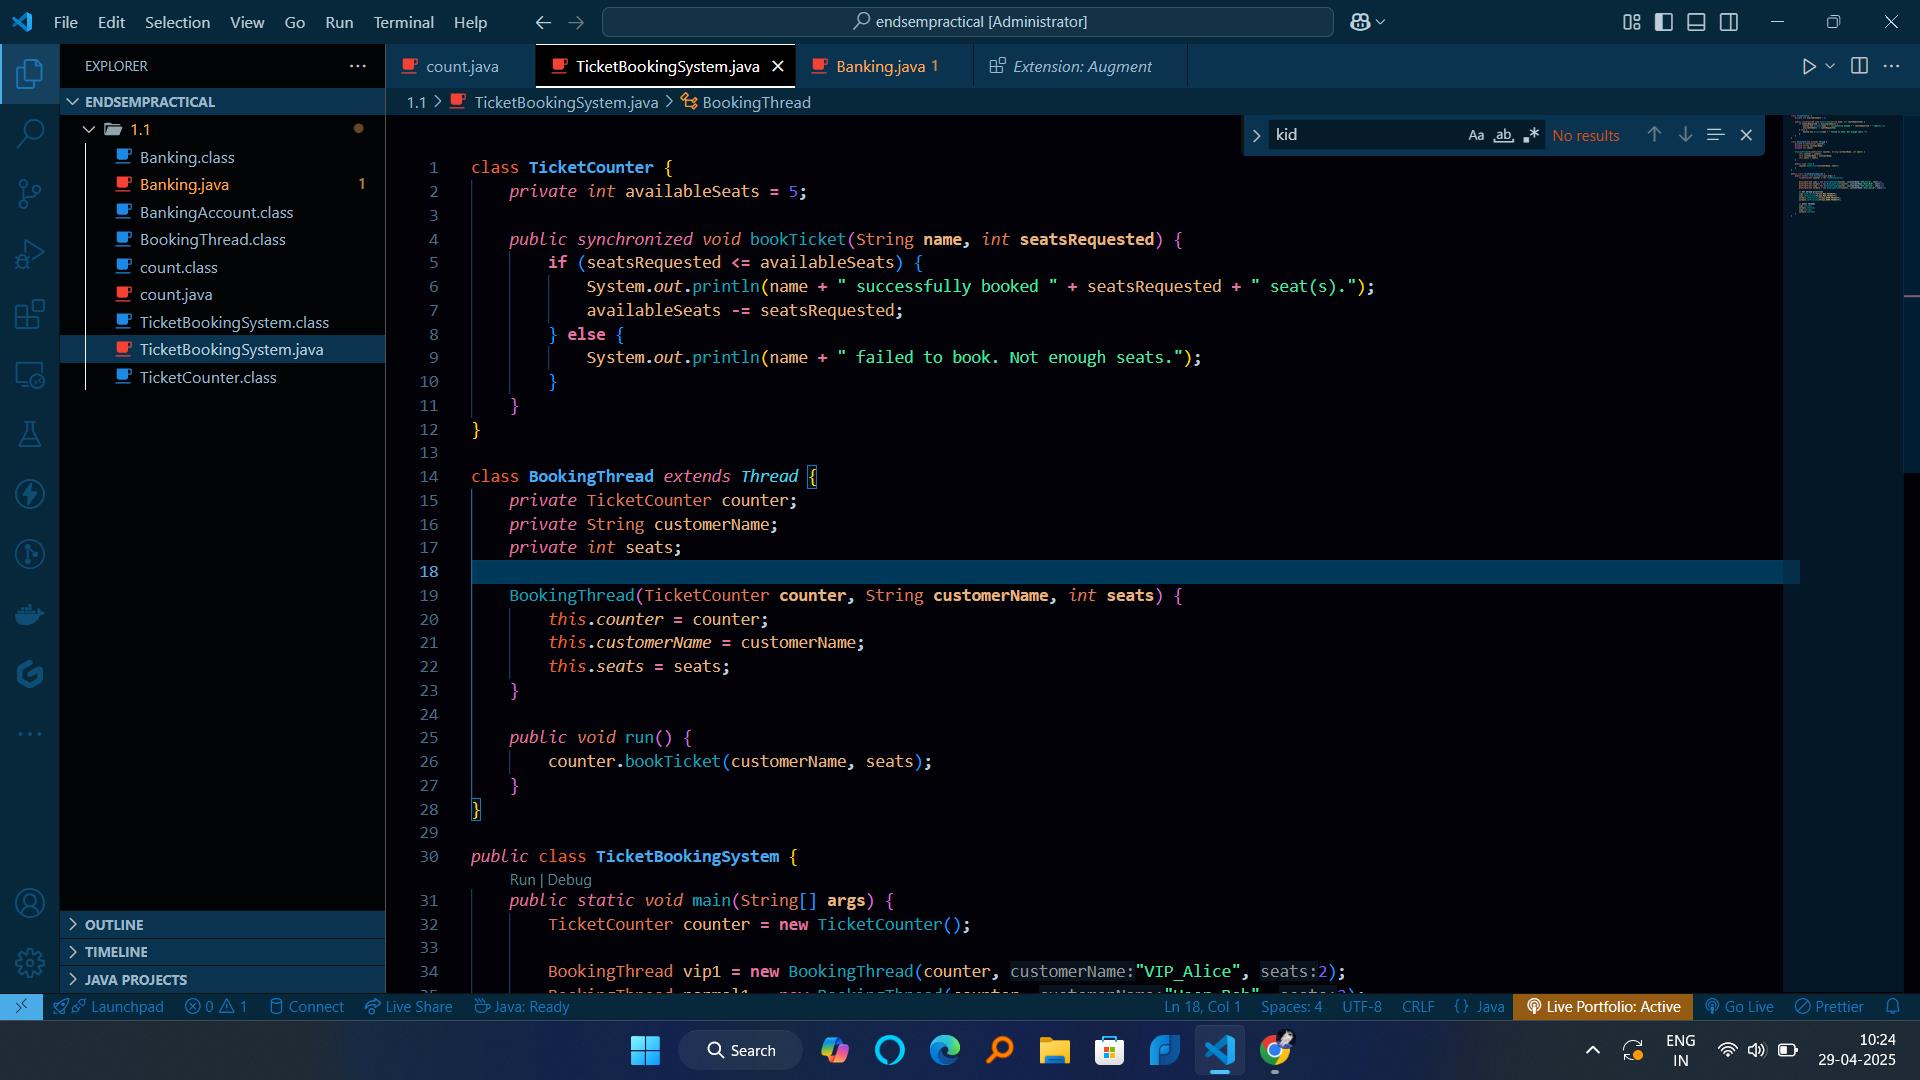 File Edit Selection View Go Run Terminal Help
endsempractical [Administrator]
EXPLORER
ENDSEMPRACTICAL
1.1
Banking.class
Banking.java 1
BankingAccount.class
BookingThread.class
count.class
count.java
TicketBookingSystem.class
TicketBookingSystem.java
TicketCounter.class
OUTLINE
TIMELINE
JAVA PROJECTS
count.java TicketBookingSystem.java Banking.java 1 Extension: Augment
1.1 > TicketBookingSystem.java > BookingThread
kid Aa ab .* No results
1 class TicketCounter {
2 private int availableSeats = 5;
3
4 public synchronized void bookTicket(String name, int seatsRequested) {
5 if (seatsRequested <= availableSeats) {
6 System.out.println(name + " successfully booked " + seatsRequested + " seat(s).");
7 availableSeats -= seatsRequested;
8 } else {
9 System.out.println(name + " failed to book. Not enough seats.");
10 }
11 }
12 }
13
14 class BookingThread extends Thread {
15 private TicketCounter counter;
16 private String customerName;
17 private int seats;
18
19 BookingThread(TicketCounter counter, String customerName, int seats) {
20 this.counter = counter;
21 this.customerName = customerName;
22 this.seats = seats;
23 }
24
25 public void run() {
26 counter.bookTicket(customerName, seats);
27 }
28 }
29
30 public class TicketBookingSystem {
Run | Debug
31 public static void main(String[] args) {
32 TicketCounter counter = new TicketCounter();
33
34 BookingThread vip1 = new BookingThread(counter, customerName:"VIP_Alice", seats:2);
Launchpad 0 1 Connect Live Share Java: Ready Ln 18, Col 1 Spaces: 4 UTF-8 CRLF {} Java Live Portfolio: Active Go Live Prettier
Search
ENG
IN
10:24
29-04-2025